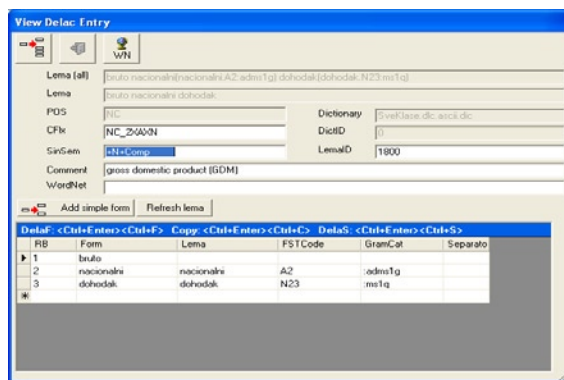 View Delac Entry
WN
Lema (all) bruto nacionalni(nacionalni.A2:adms1g) dohodak(dohodak.N23:ms1q)
Lema bruto nacionalni dohodak
POS NC Dictionary SveKlase.dlc ascii.dic
CFlx NC_2XAXN DictID 0
SinSem +N+Comp LemaID 1800
Comment gross domestic product (GDM)
WordNet
Add simple form Refresh lema
DelaF: <Ctrl+Enter><Ctrl+F> Copy: <Ctrl+Enter><Ctrl+C> DelaS: <Ctrl+Enter><Ctrl+S>
RB Form Lema FSTCode GramCat Separato
1 bruto
2 nacionalni nacionalni A2 :adms1g
3 dohodak dohodak N23 :ms1q